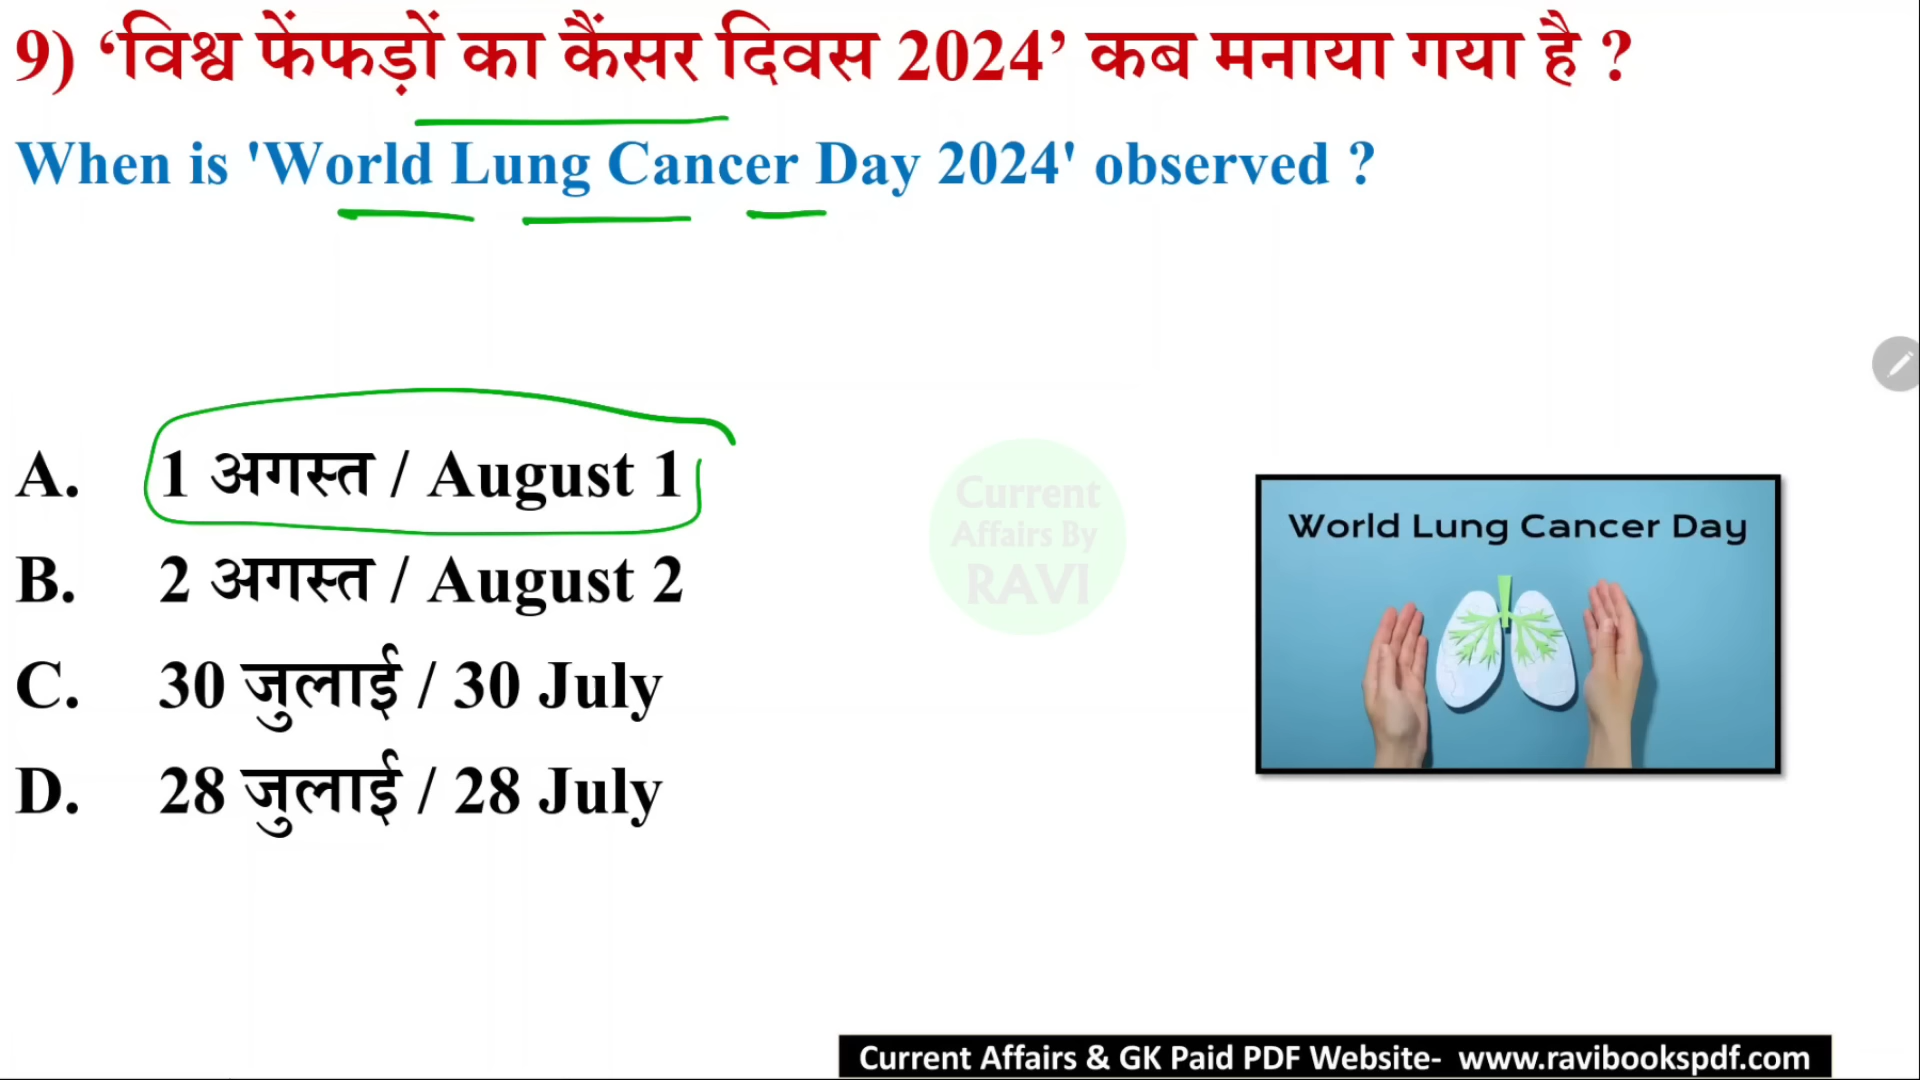 9) ‘विश्व फेंफड़ों का कैंसर दिवस 2024’ कब मनाया गया है ?
When is 'World Lung Cancer Day 2024' observed ?
A. 1 अगस्त / August 1
B. 2 अगस्त / August 2
C. 30 जुलाई / 30 July
D. 28 जुलाई / 28 July
Current
Affairs By
RAVI
World Lung Cancer Day
Current Affairs & GK Paid PDF Website- www.ravibookspdf.com